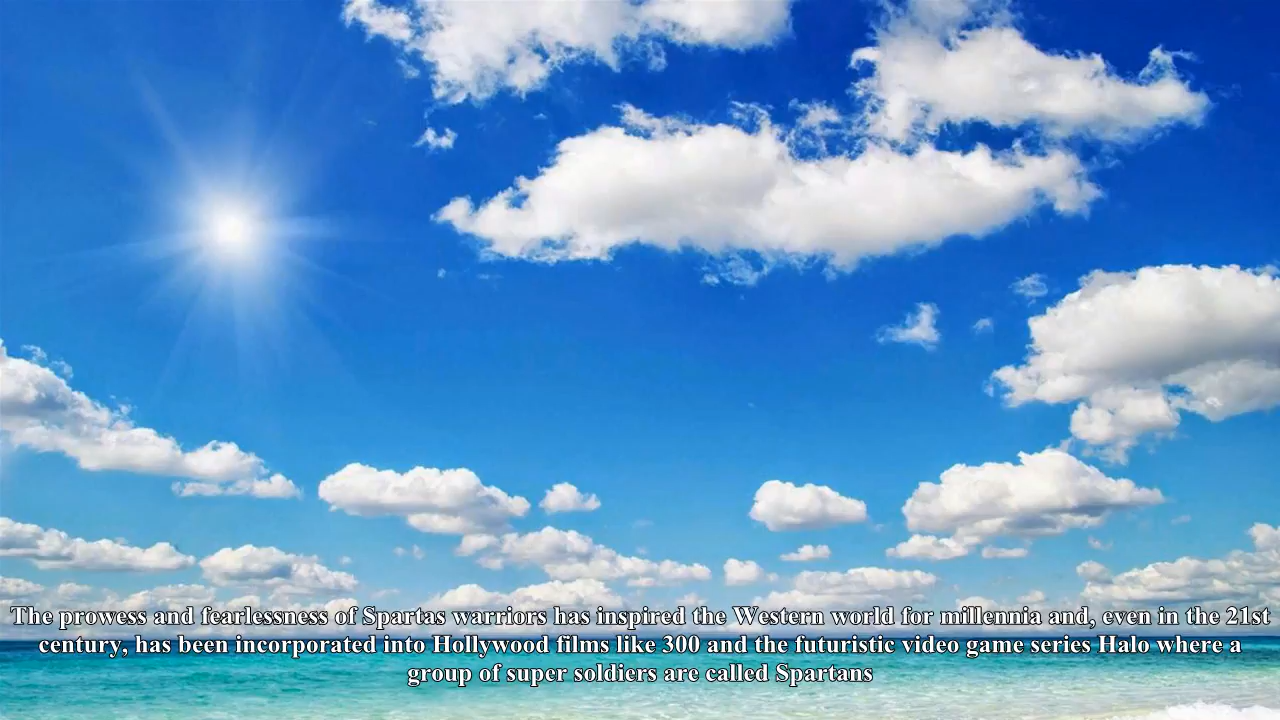 The prowess and fearlessness of Spartas warriors has inspired the Western world for millennia and, even in the 21st
century, has been incorporated into Hollywood films like 300 and the futuristic video game series Halo where a
group of super soldiers are called Spartans